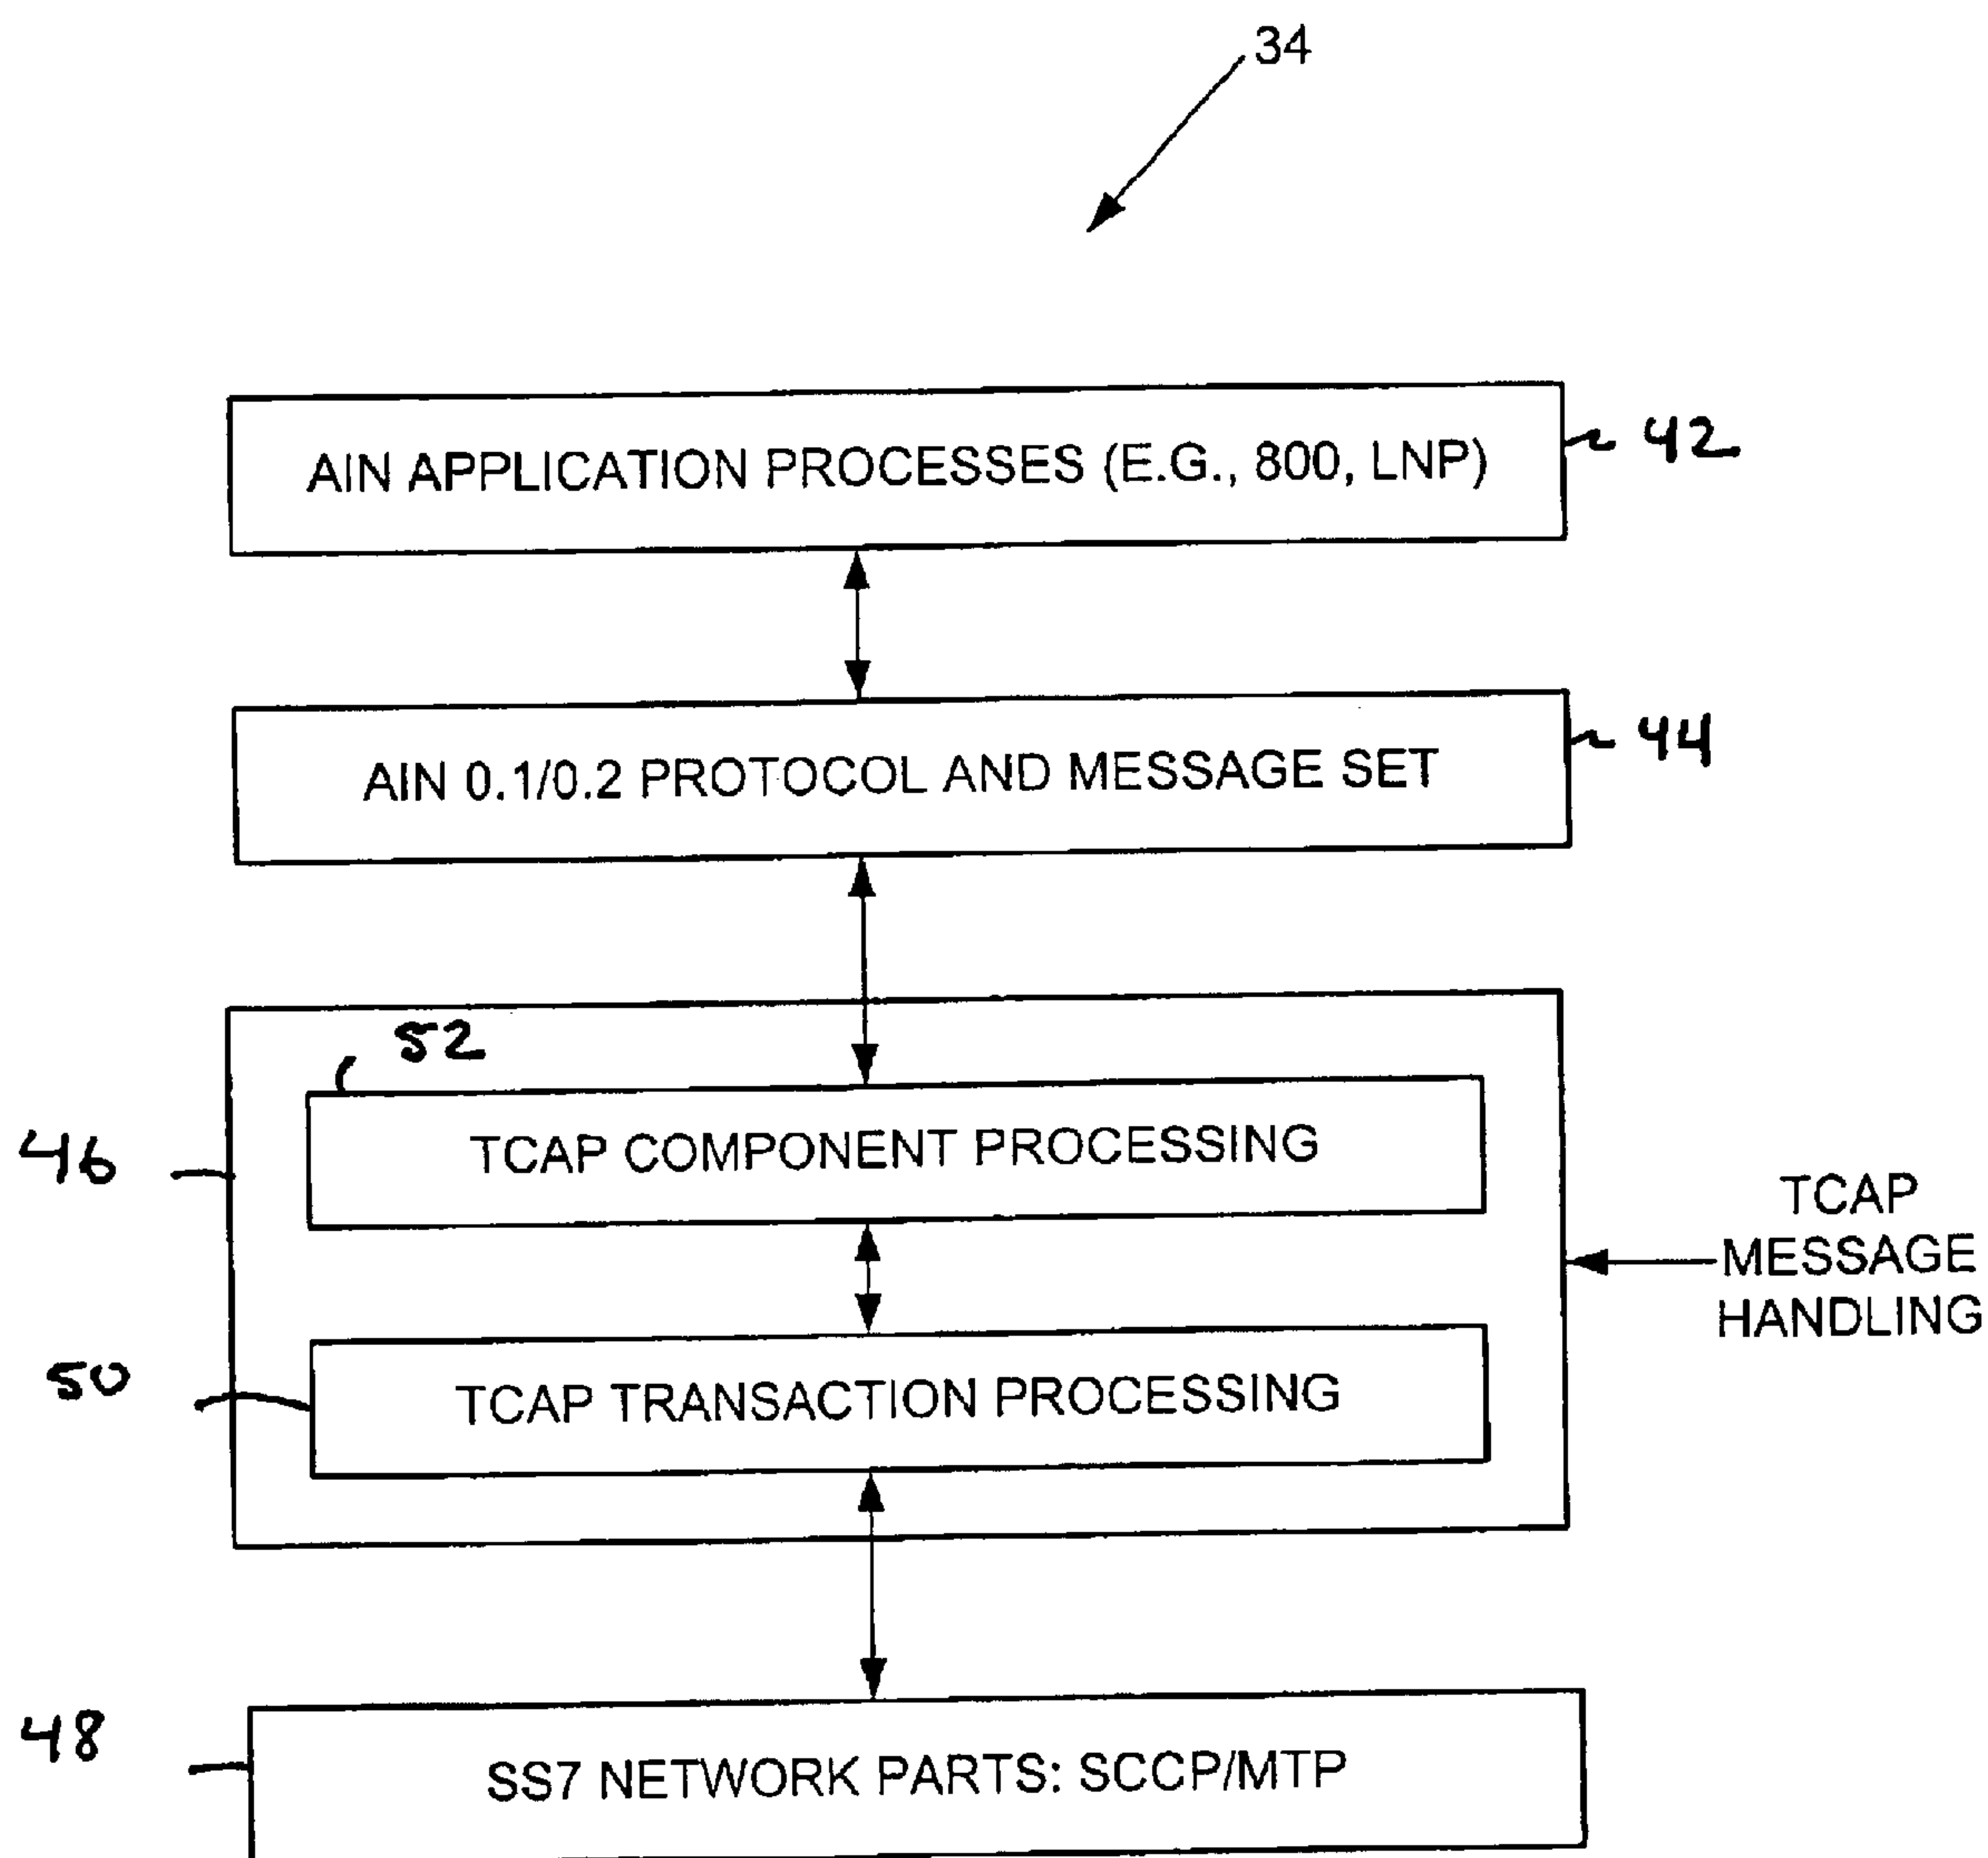 34
AIN APPLICATION PROCESSES (E.G., 800, LNP)
42
AIN 0.1/0.2 PROTOCOL AND MESSAGE SET
44
52
TCAP COMPONENT PROCESSING
46
TCAP
MESSAGE
HANDLING
50
TCAP TRANSACTION PROCESSING
48
SS7 NETWORK PARTS: SCCP/MTP